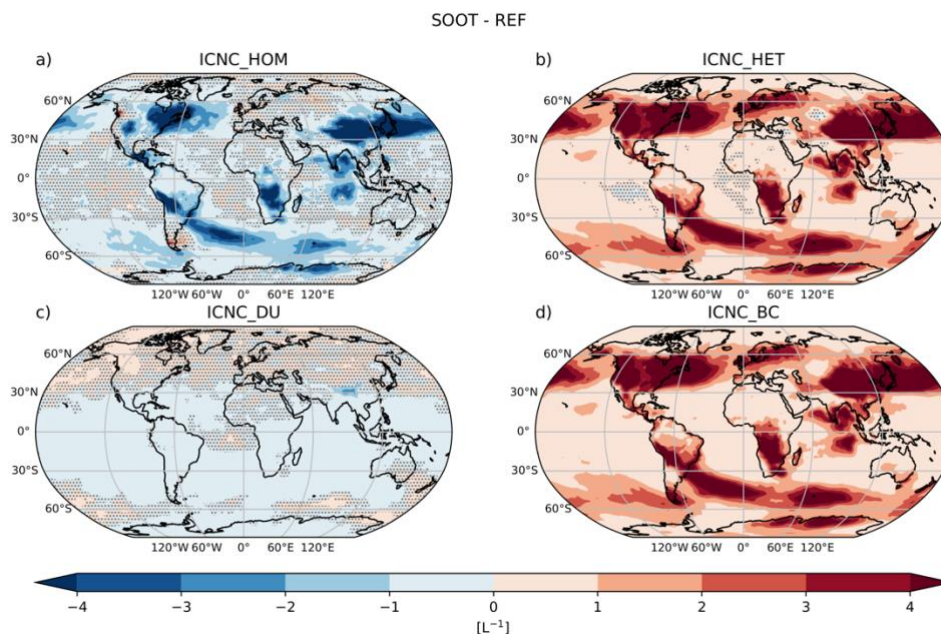 SOOT - REF
a) ICNC_HOM
b) ICNC_HET
60°N
30°N
0°
30°S
60°S
120°W 60°W 0° 60°E 120°E
60°N
30°N
0°
30°S
60°S
120°W 60°W 0° 60°E 120°E
c) ICNC_DU
d) ICNC_BC
60°N
30°N
0°
30°S
60°S
120°W 60°W 0° 60°E 120°E
60°N
30°N
0°
30°S
60°S
120°W 60°W 0° 60°E 120°E
−4 −3 −2 −1 0 1 2 3 4
[L⁻¹]